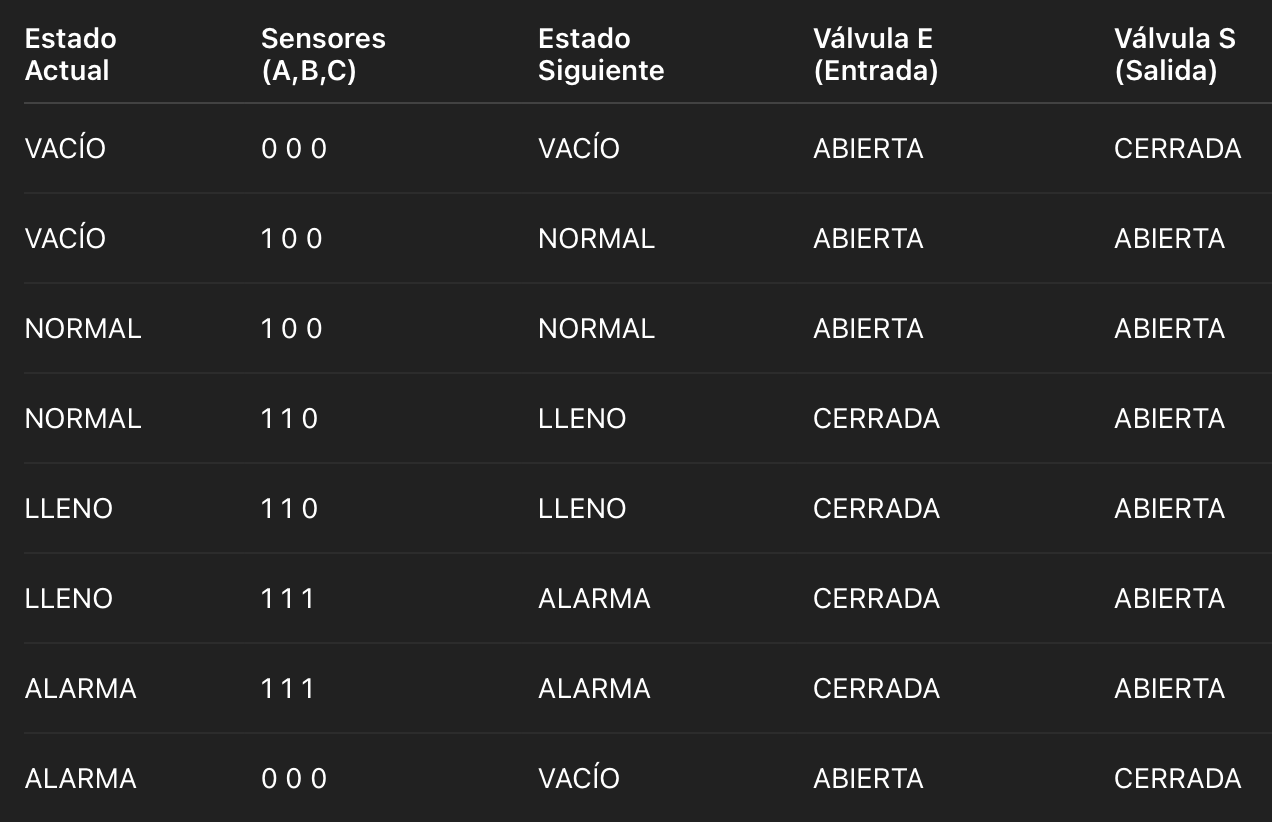 Estado Actual Sensores (A,B,C) Estado Siguiente Válvula E (Entrada) Válvula S (Salida)
VACÍO 0 0 0 VACÍO ABIERTA CERRADA
VACÍO 1 0 0 NORMAL ABIERTA ABIERTA
NORMAL 1 0 0 NORMAL ABIERTA ABIERTA
NORMAL 1 1 0 LLENO CERRADA ABIERTA
LLENO 1 1 0 LLENO CERRADA ABIERTA
LLENO 1 1 1 ALARMA CERRADA ABIERTA
ALARMA 1 1 1 ALARMA CERRADA ABIERTA
ALARMA 0 0 0 VACÍO ABIERTA CERRADA